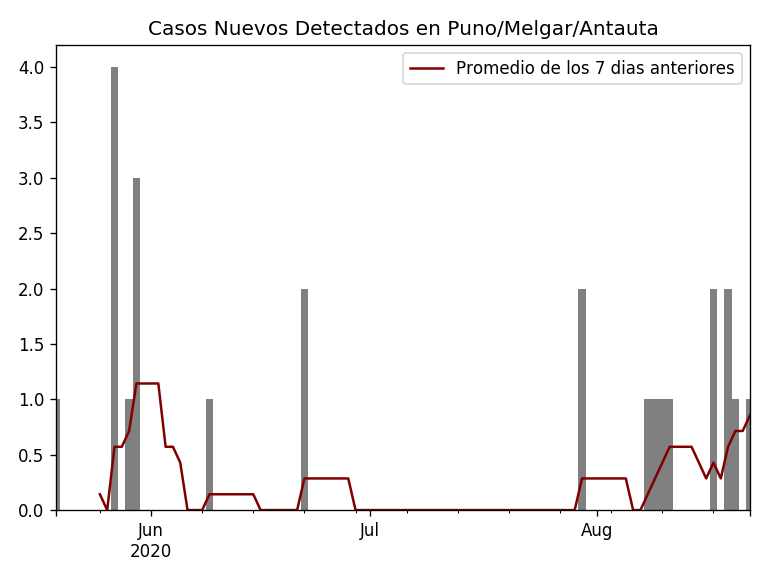 Casos Nuevos Detectados en Puno/Melgar/Antauta
Promedio de los 7 dias anteriores
4.0
3.5
3.0
2.5
2.0
1.5
1.0
0.5
0.0
Jun
2020
Jul
Aug